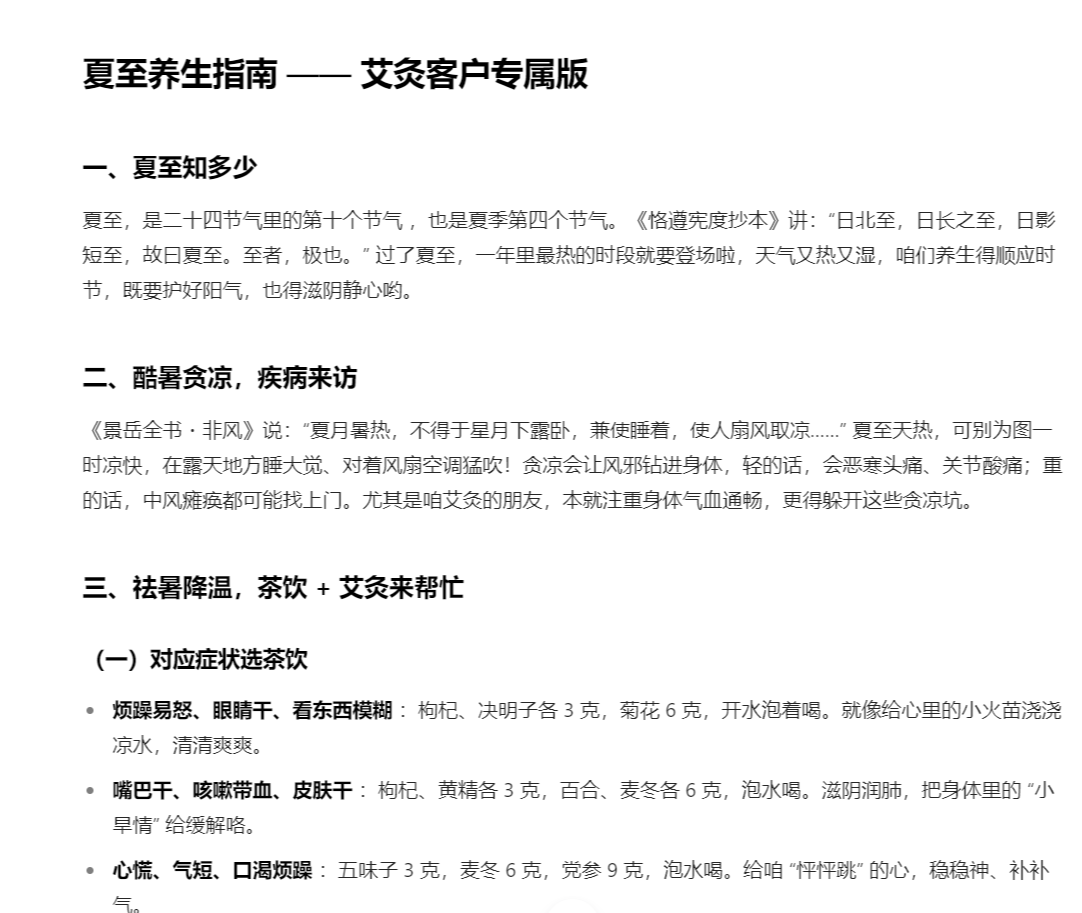 夏至养生指南 —— 艾灸客户专属版
一、夏至知多少
夏至，是二十四节气里的第十个节气 ，也是夏季第四个节气。《恪遵宪度抄本》讲：“日北至，日长之至，日影
短至，故曰夏至。至者，极也。” 过了夏至，一年里最热的时段就要登场啦，天气又热又湿，咱们养生得顺应时
节，既要护好阳气，也得滋阴静心哟。
二、酷暑贪凉，疾病来访
《景岳全书・非风》说：“夏月暑热，不得于星月下露卧，兼使睡着，使人扇风取凉……” 夏至天热，可别为图一
时凉快，在露天地方睡大觉、对着风扇空调猛吹！贪凉会让风邪钻进身体，轻的话，会恶寒头痛、关节酸痛；重
的话，中风瘫痪都可能找上门。尤其是咱艾灸的朋友，本就注重身体气血通畅，更得躲开这些贪凉坑。
三、祛暑降温，茶饮 + 艾灸来帮忙
（一）对应症状选茶饮
• 烦躁易怒、眼睛干、看东西模糊 ：枸杞、决明子各 3 克，菊花 6 克，开水泡着喝。就像给心里的小火苗浇浇
凉水，清清爽爽。
• 嘴巴干、咳嗽带血、皮肤干 ：枸杞、黄精各 3 克，百合、麦冬各 6 克，泡水喝。滋阴润肺，把身体里的 “小
旱情” 给缓解咯。
• 心慌、气短、口渴烦躁 ：五味子 3 克，麦冬 6 克，党参 9 克，泡水喝。给咱 “怦怦跳” 的心，稳稳神、补补
气。